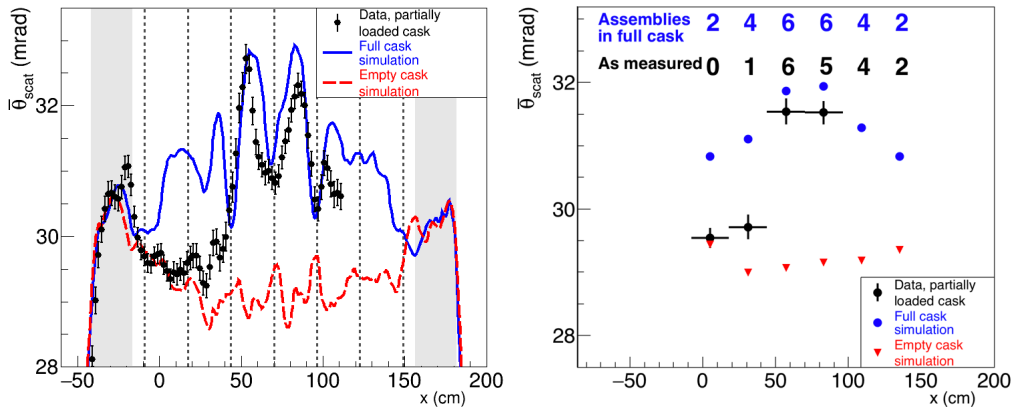 θ̅scat (mrad)
32
30
28
−50
0
50
100
150
200
x (cm)
Data, partially
loaded cask
Full cask
simulation
Empty cask
simulation
θ̅scat (mrad)
32
30
28
−50
0
50
100
150
200
x (cm)
Assemblies
in full cask
2 4 6 6 4 2
As measured 0 1 6 5 4 2
Data, partially
loaded cask
Full cask
simulation
Empty cask
simulation